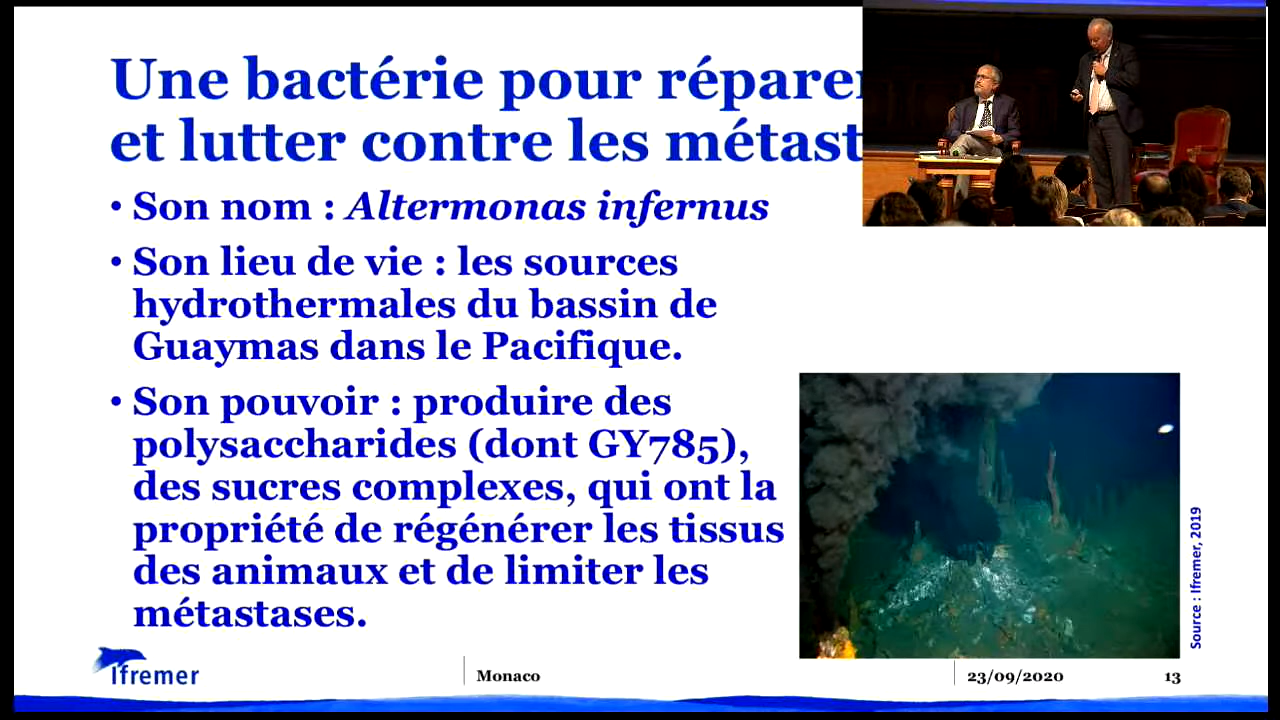 Une bactérie pour réparer
et lutter contre les métast
• Son nom : Altermonas infernus
• Son lieu de vie : les sources
hydrothermales du bassin de
Guaymas dans le Pacifique.
• Son pouvoir : produire des
polysaccharides (dont GY785),
des sucres complexes, qui ont la
propriété de régénérer les tissus
des animaux et de limiter les
métastases.
Source : Ifremer, 2019
Ifremer
Monaco
23/09/2020
13